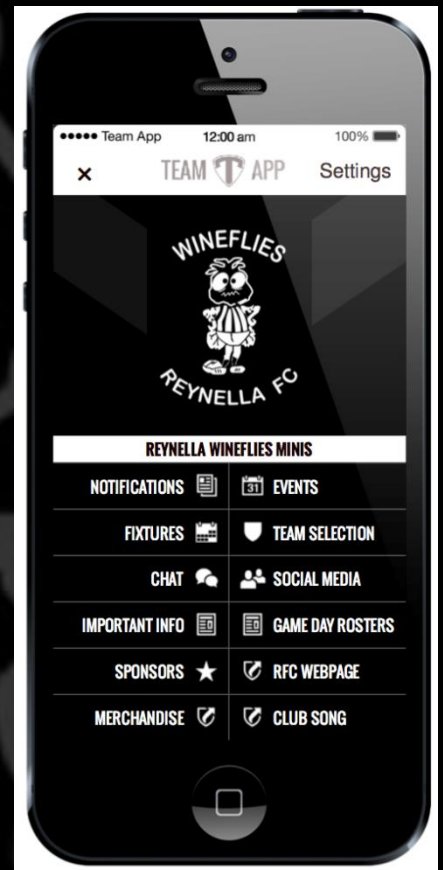 Team App 12:00 am 100%
× TEAM T APP Settings
WINEFLIES
REYNELLA FC
REYNELLA WINEFLIES MINIS
NOTIFICATIONS 31 EVENTS
FIXTURES TEAM SELECTION
CHAT SOCIAL MEDIA
IMPORTANT INFO GAME DAY ROSTERS
SPONSORS RFC WEBPAGE
MERCHANDISE CLUB SONG